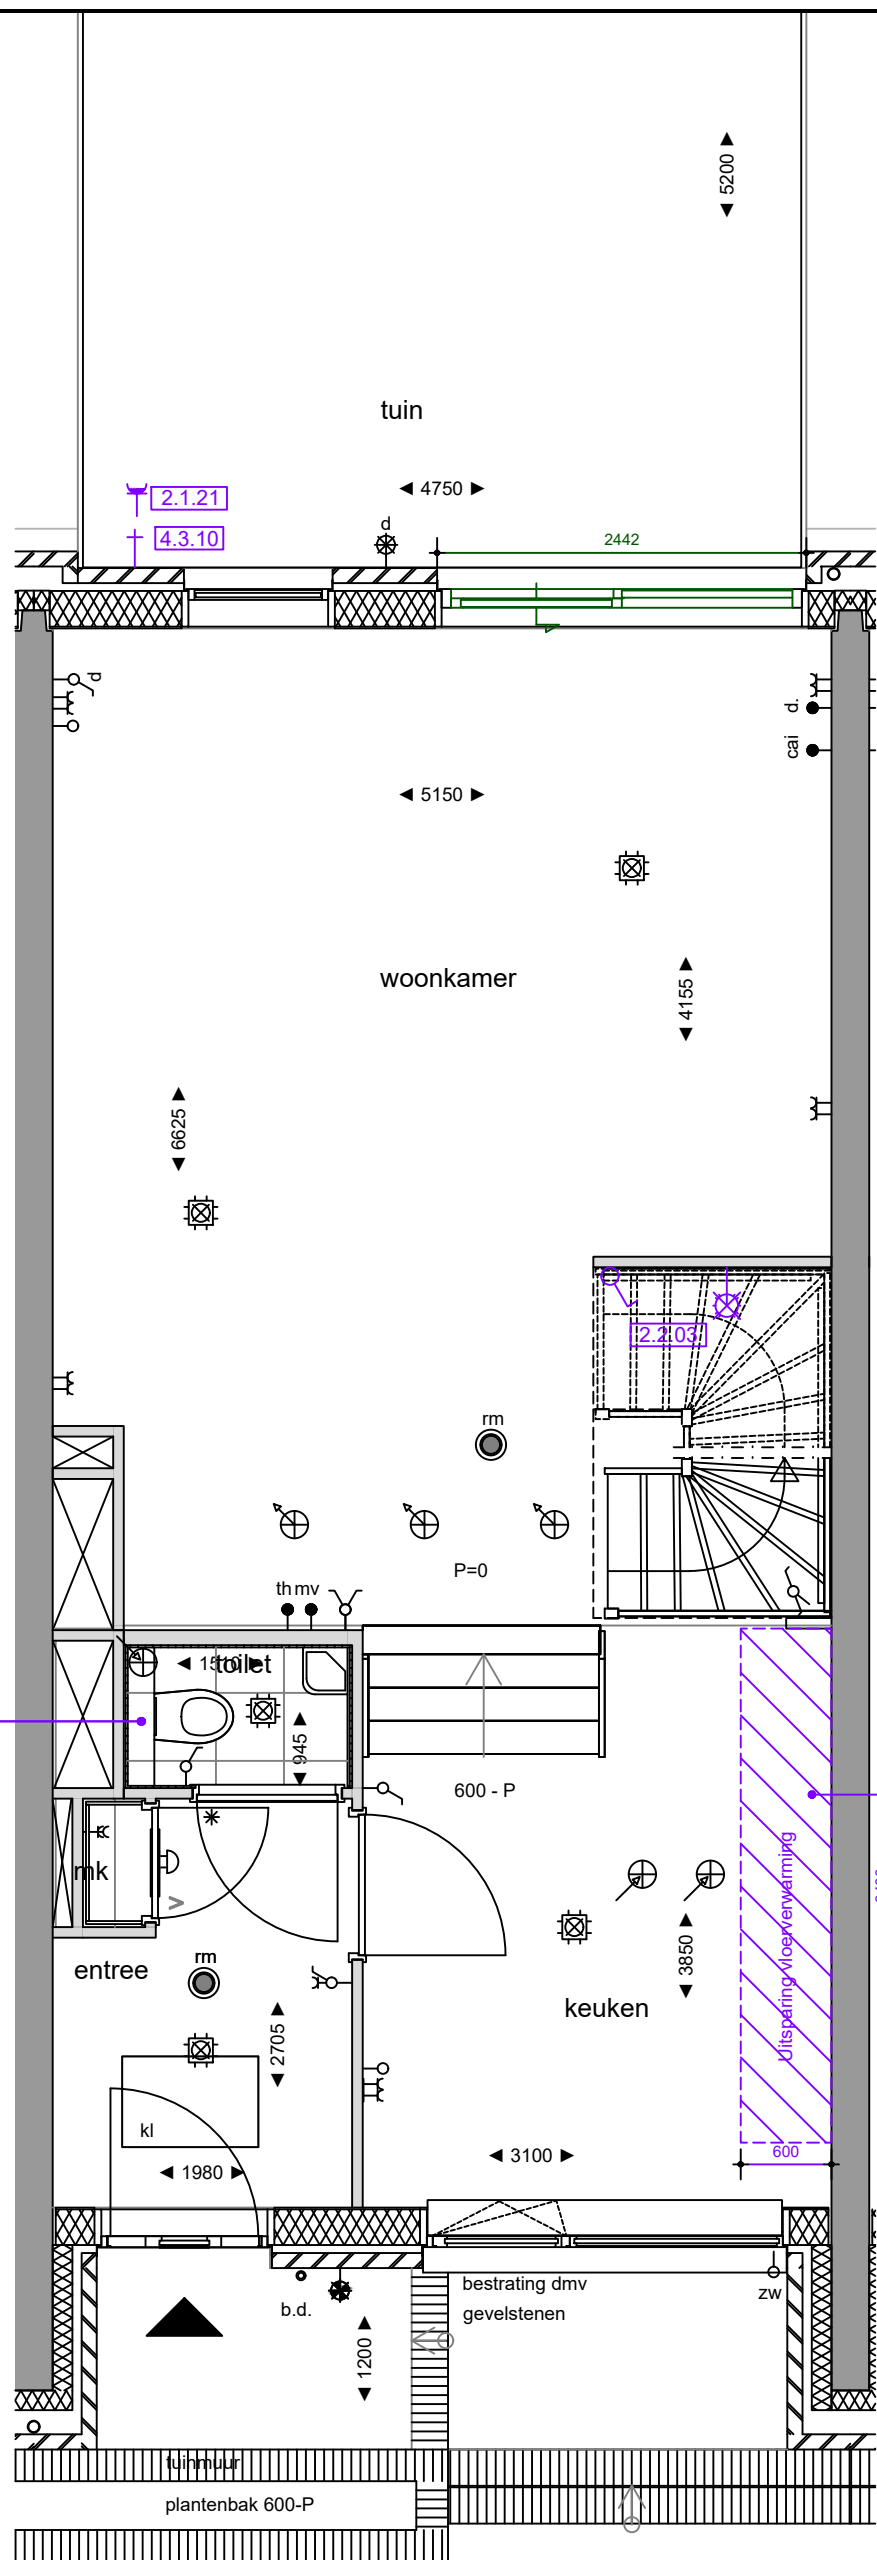 5200
tuin
2.1.21
4750
4.3.10
d
2442
d
d.
cai
5150
woonkamer
4155
6625
2.2.03
rm
P=0
th mv
toilet
945
600 - P
mk
rm
entree
3850
Uitsparing vloerverwarming
keuken
2705
kl
1980
3100
600
bestrating dmv
gevelstenen
zw
b.d.
1200
tuinmuur
plantenbak 600-P